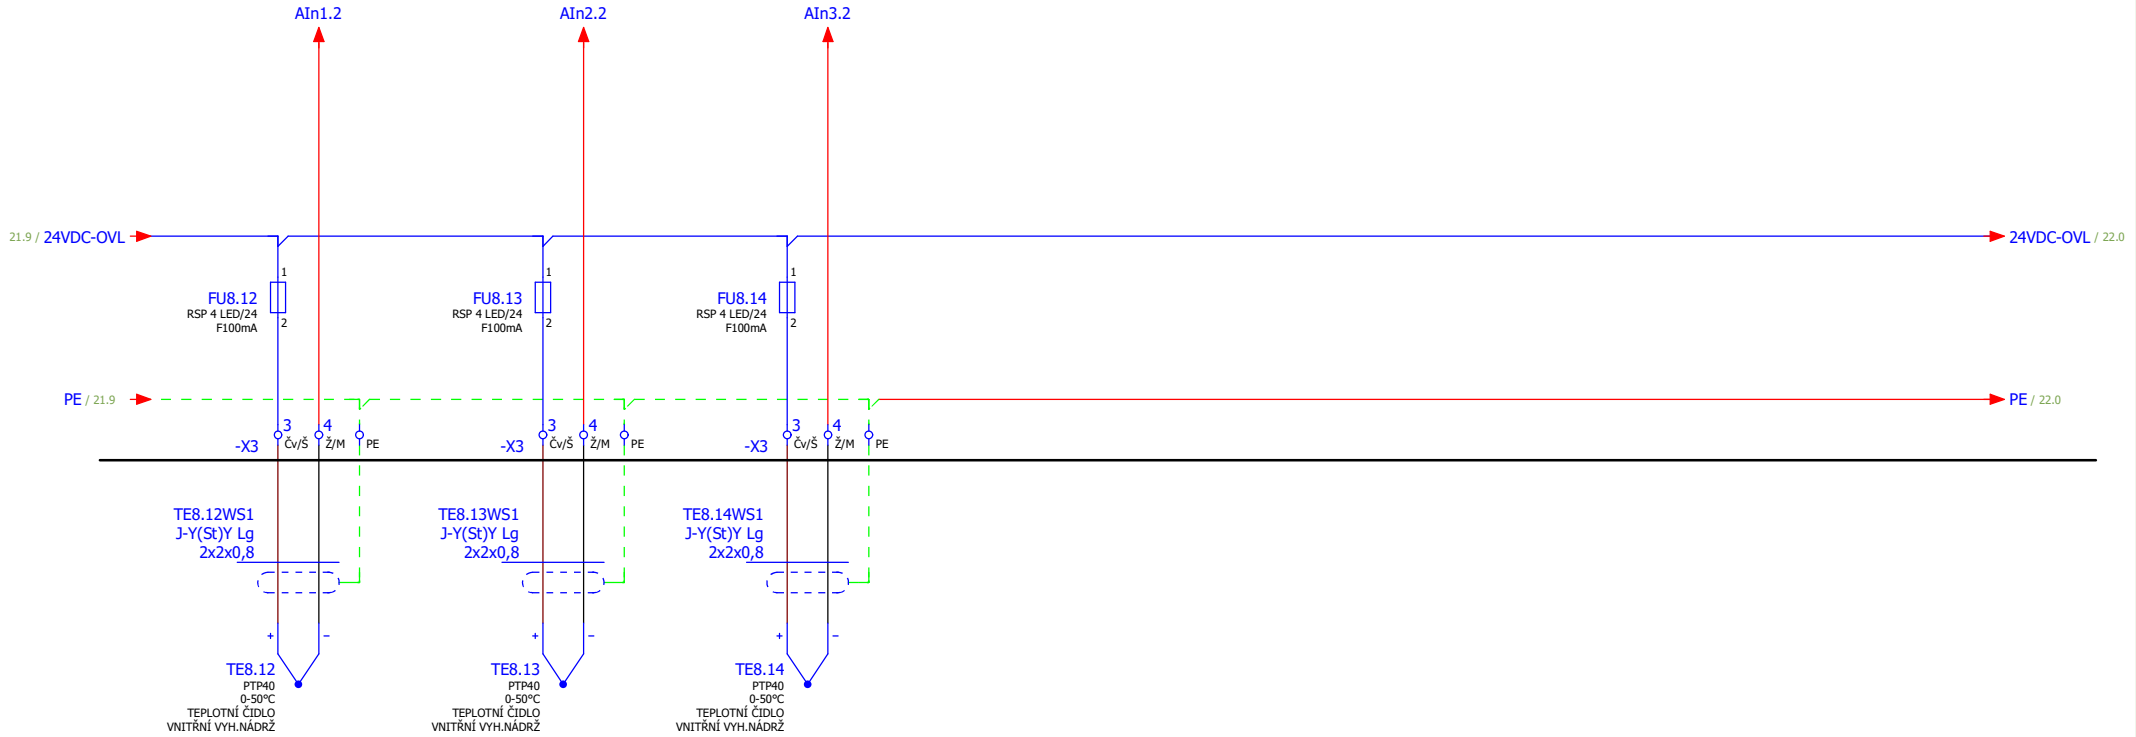 AIn1.2
AIn2.2
AIn3.2
21.9 / 24VDC-OVL
24VDC-OVL / 22.0
1
FU8.12
RSP 4 LED/24
F100mA
2
1
FU8.13
RSP 4 LED/24
F100mA
2
1
FU8.14
RSP 4 LED/24
F100mA
2
PE / 21.9
PE / 22.0
-X3
3
Čv/Š
4
Ž/M
PE
-X3
3
Čv/Š
4
Ž/M
PE
-X3
3
Čv/Š
4
Ž/M
PE
TE8.12WS1
J-Y(St)Y Lg
2x2x0,8
TE8.13WS1
J-Y(St)Y Lg
2x2x0,8
TE8.14WS1
J-Y(St)Y Lg
2x2x0,8
+ −
TE8.12
PTP40
0-50°C
TEPLOTNÍ ČIDLO
VNITŘNÍ VYH.NÁDRŽ
+ −
TE8.13
PTP40
0-50°C
TEPLOTNÍ ČIDLO
VNITŘNÍ VYH.NÁDRŽ
+ −
TE8.14
PTP40
0-50°C
TEPLOTNÍ ČIDLO
VNITŘNÍ VYH.NÁDRŽ